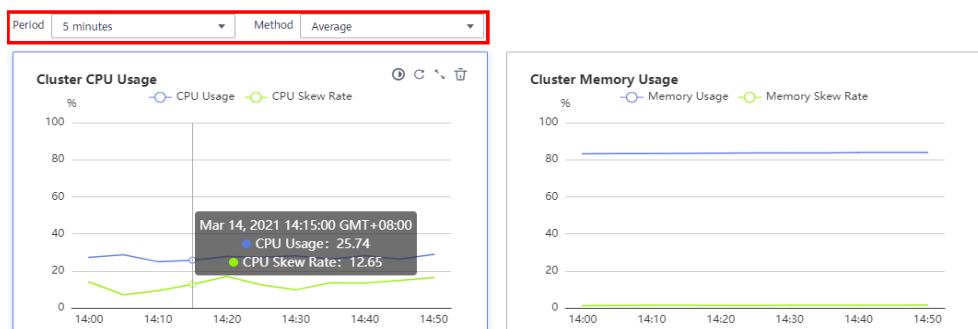 Period 5 minutes Method Average
Cluster CPU Usage
CPU Usage CPU Skew Rate
%
100
80
60
40
20
0
14:00 14:10 14:20 14:30 14:40 14:50
Mar 14, 2021 14:15:00 GMT+08:00
CPU Usage: 25.74
CPU Skew Rate: 12.65
Cluster Memory Usage
Memory Usage Memory Skew Rate
%
100
80
60
40
20
0
14:00 14:10 14:20 14:30 14:40 14:50